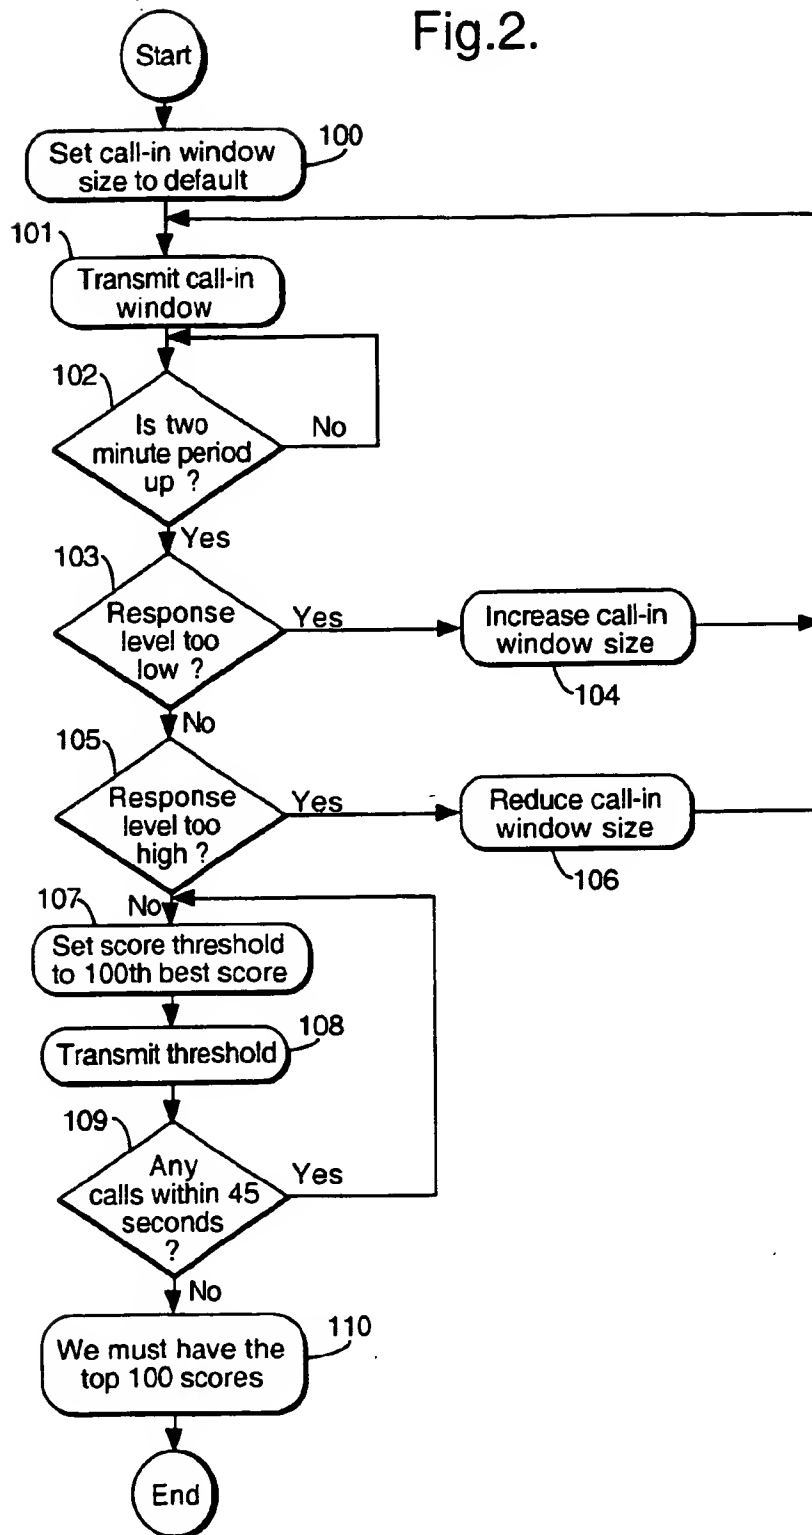 Fig.2.
Start
100
Set call-in window
size to default
101
Transmit call-in
window
102
Is two
minute period
up ?
No
Yes
103
Response
level too
low ?
Yes
Increase call-in
window size
104
No
105
Response
level too
high ?
Yes
Reduce call-in
window size
106
107
No
Set score threshold
to 100th best score
108
Transmit threshold
109
Any
calls within 45
seconds
?
Yes
No
110
We must have the
top 100 scores
End